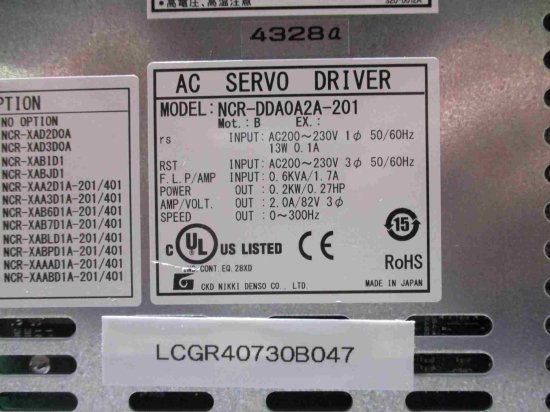 ・高電圧、高温注意
S20-0012A
4328a
PTION
NO OPTION
NCR-XAD2D0A
NCR-XAD3D0A
NCR-XABID1
NCR-XABJD1
NCR-XAA2D1A-201/401
NCR-XAA3D1A-201/401
NCR-XAB6D1A-201/401
NCR-XAB7D1A-201/401
NCR-XABLD1A-201/401
NCR-XABPD1A-201/401
NCR-XAAAD1A-201/401
NCR-XAABD1A-201/401
AC SERVO DRIVER
MODEL: NCR-DDA0A2A-201
Mot.: B EX.:
rs INPUT: AC200～230V 1φ 50/60Hz
13W 0.1A
RST INPUT: AC200～230V 3φ 50/60Hz
F.L.P/AMP INPUT: 0.6KVA/1.7A
POWER OUT : 0.2KW/0.27HP
AMP/VOLT. OUT : 2.0A/82V 3φ
SPEED OUT : 0～300Hz
C UL US LISTED CE
15
IND.CONT.EQ.28XD
RoHS
CKD NIKKI DENSO CO., LTD.
MADE IN JAPAN
LCGR40730B047